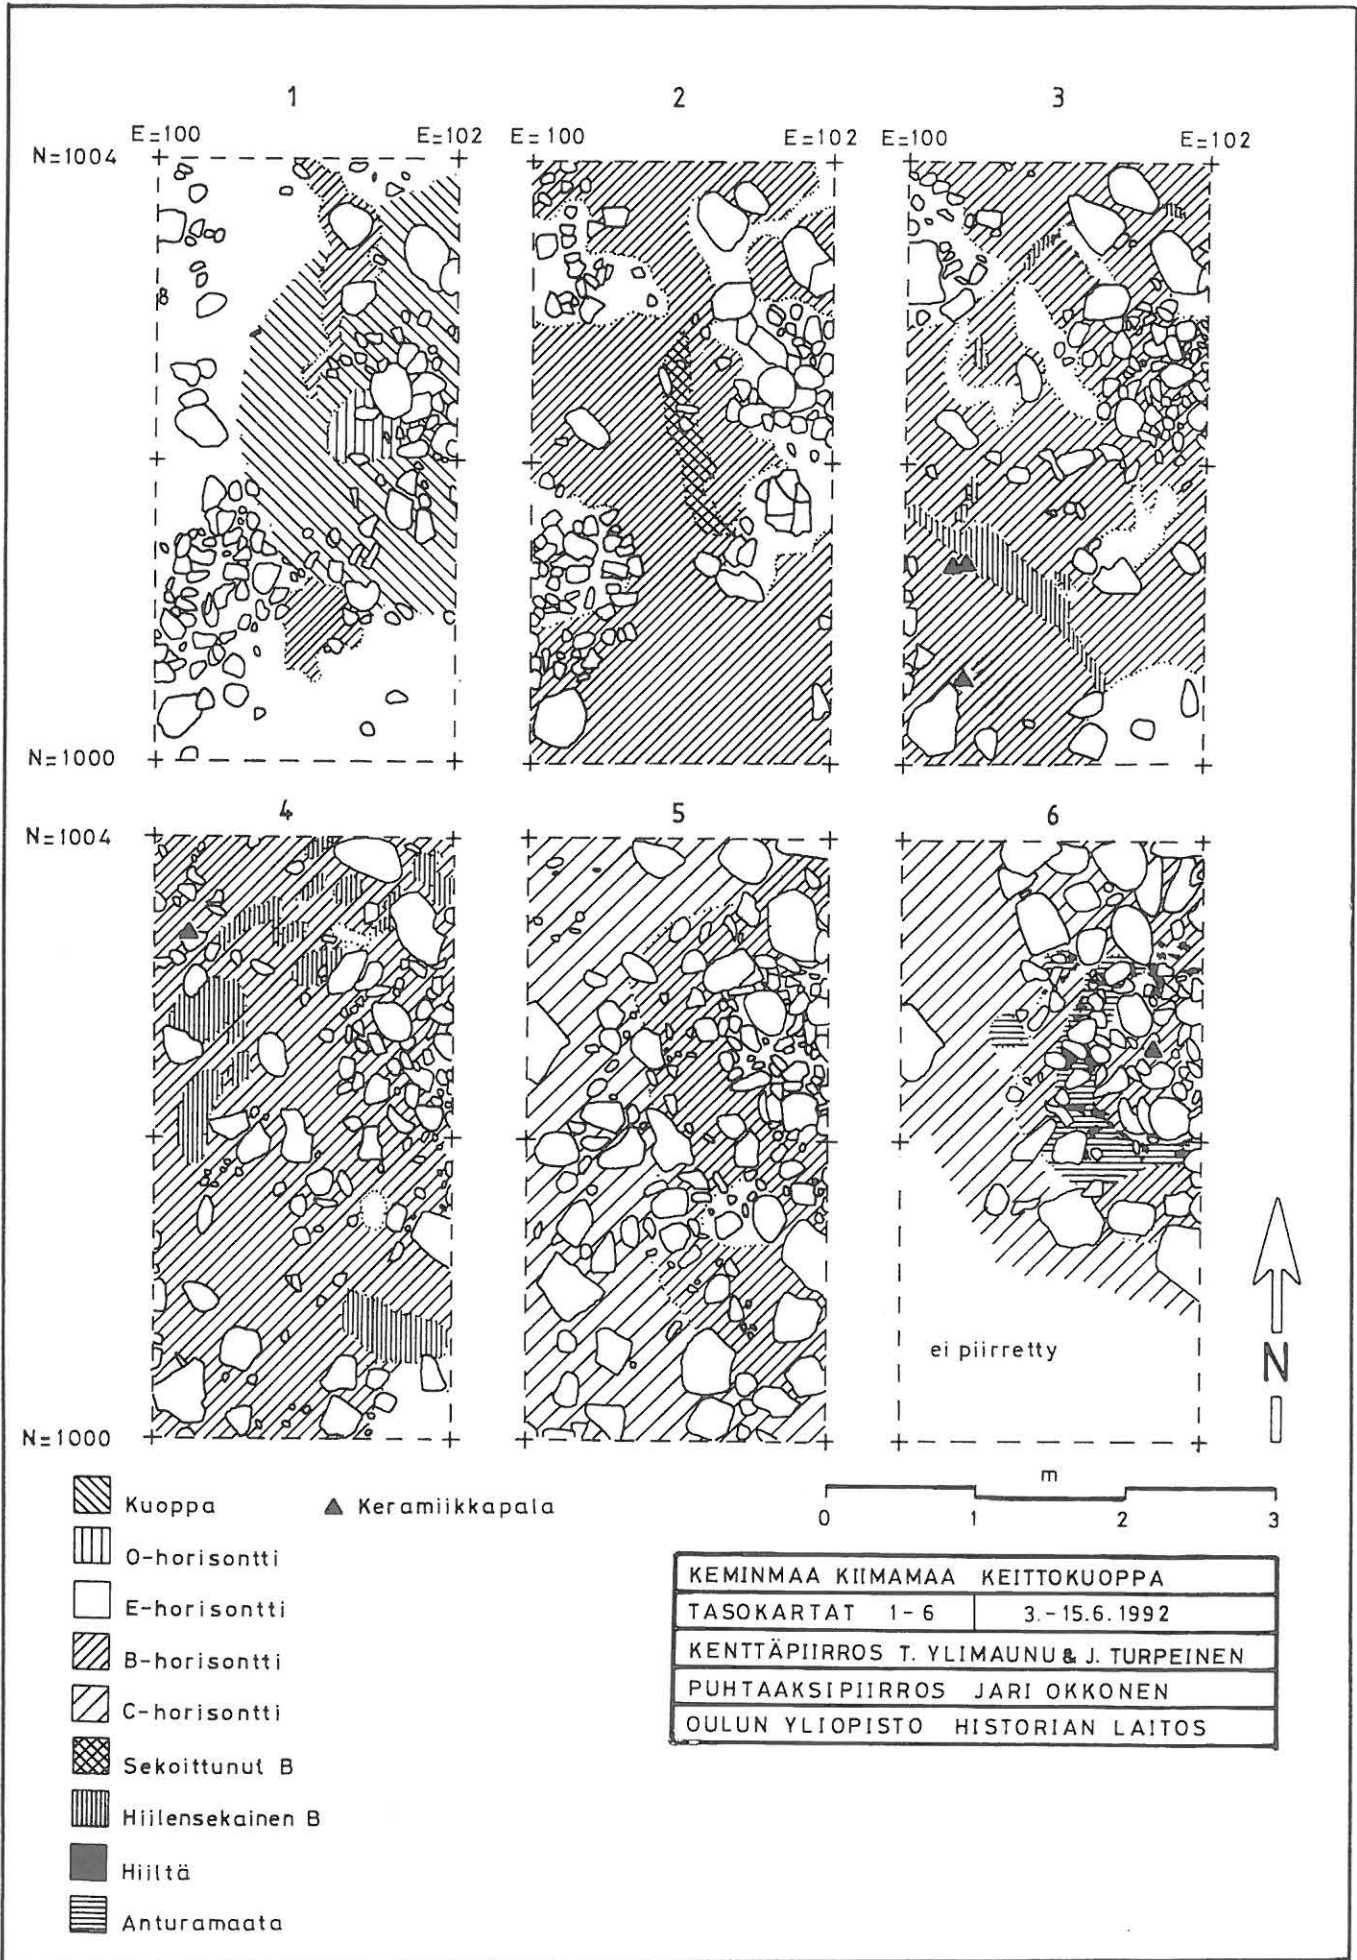 1 2 3
E=100 E=102 E=100 E=102 E=100 E=102
N=1004
N=1000
4 5 6
N=1004
ei piirretty
N
N=1000
m
0 1 2 3
Kuoppa
Keramiikkapala
O-horisontti
E-horisontti
B-horisontti
C-horisontti
Sekoittunut B
Hiilensekainen B
Hiiltä
Anturamaata
KEMINMAA KIIMAMAA KEITTOKUOPPA
TASOKARTAT 1-6 3.-15.6.1992
KENTTÄPIIRROS T. YLIMAUNU & J. TURPEINEN
PUHTAAKSIPIIRROS JARI OKKONEN
OULUN YLIOPISTO HISTORIAN LAITOS